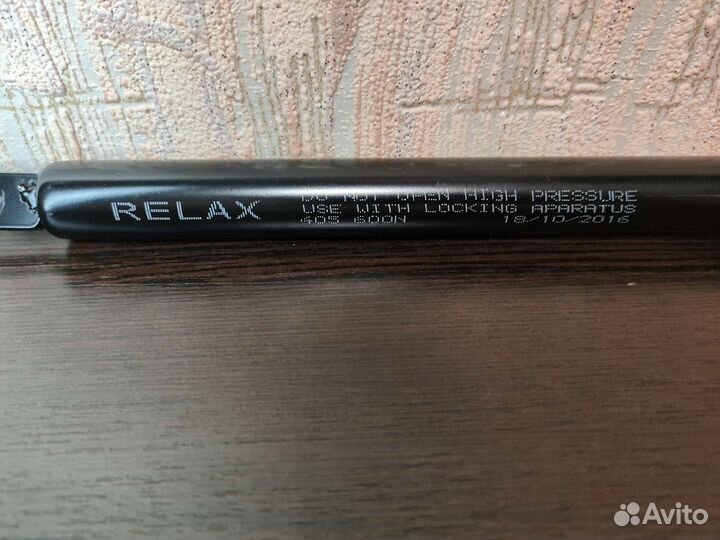 RELAX
DO NOT OPEN HIGH PRESSURE
USE WITH LOCKING APARATUS
405 600N 18/10/2016
Avito